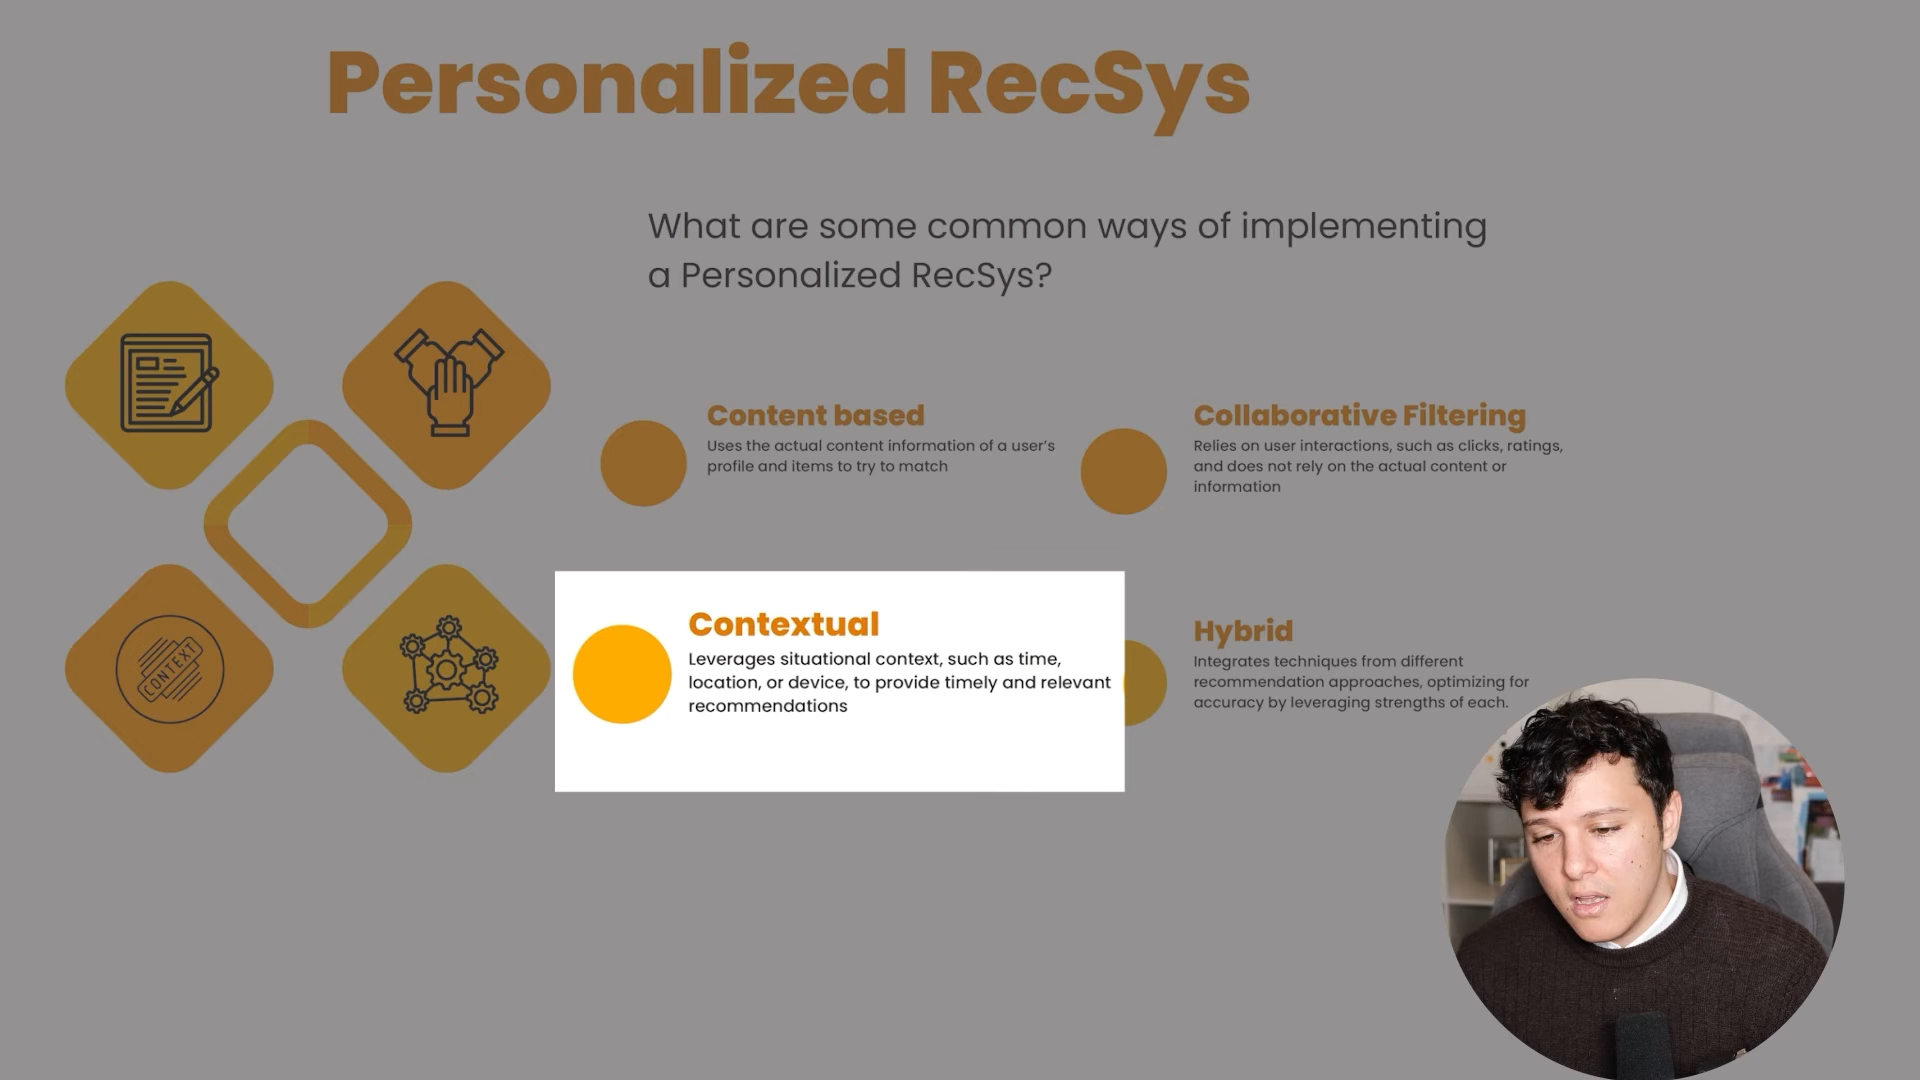 Personalized RecSys
What are some common ways of implementing
a Personalized RecSys?
Content based
Uses the actual content information of a user's
profile and items to try to match
Collaborative Filtering
Relies on user interactions, such as clicks, ratings,
and does not rely on the actual content or
information
CONTEXT
Contextual
Leverages situational context, such as time,
location, or device, to provide timely and relevant
recommendations
Hybrid
Integrates techniques from different
recommendation approaches, optimizing for
accuracy by leveraging strengths of each.